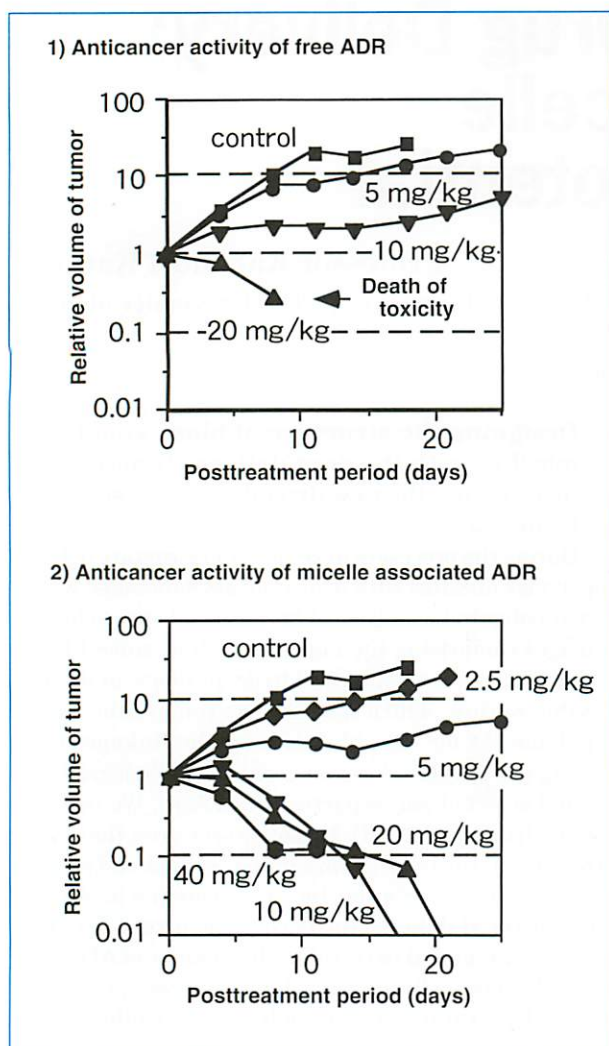 1) Anticancer activity of free ADR
100
10
1
0.1
0.01
Relative volume of tumor
control
5 mg/kg
10 mg/kg
Death of
toxicity
20 mg/kg
0
10
20
Posttreatment period (days)
2) Anticancer activity of micelle associated ADR
100
10
1
0.1
0.01
Relative volume of tumor
control
2.5 mg/kg
5 mg/kg
20 mg/kg
40 mg/kg
10 mg/kg
0
10
20
Posttreatment period (days)